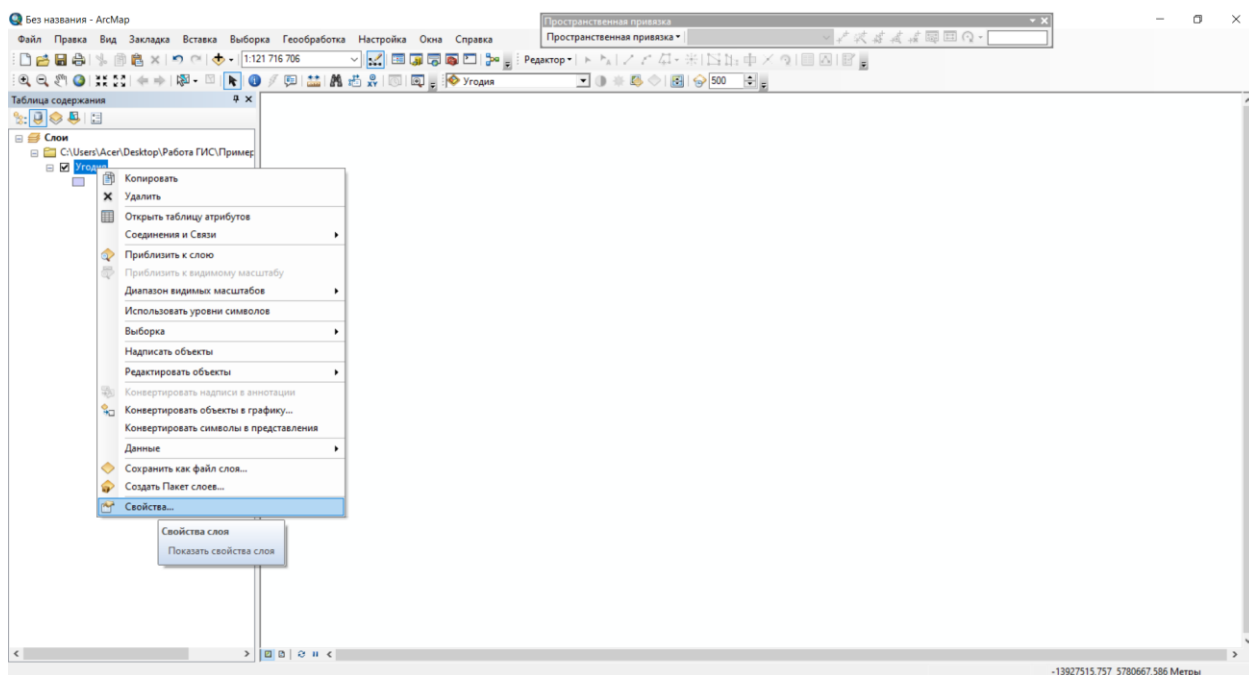 Без названия - ArcMap
Пространственная привязка
Файл Правка Вид Закладка Вставка Выборка Геообработка Настройка Окна Справка
Пространственная привязка
1:121 716 706
Редактор
Угодия
500
Таблица содержания
Слои
C:\Users\Acer\Desktop\Работа ГИС\Пример
Угодия
Копировать
Удалить
Открыть таблицу атрибутов
Соединения и Связи
Приблизить к слою
Приблизить к видимому масштабу
Диапазон видимых масштабов
Использовать уровни символов
Выборка
Надписать объекты
Редактировать объекты
Конвертировать надписи в аннотации
Конвертировать объекты в графику...
Конвертировать символы в представления
Данные
Сохранить как файл слоя...
Создать Пакет слоев...
Свойства...
Свойства слоя
Показать свойства слоя
-13927515,757 5780667,586 Метры